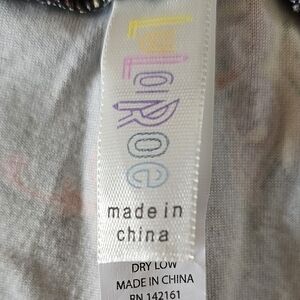 LuLaRoe
made in
china
DRY LOW
MADE IN CHINA
RN 142161